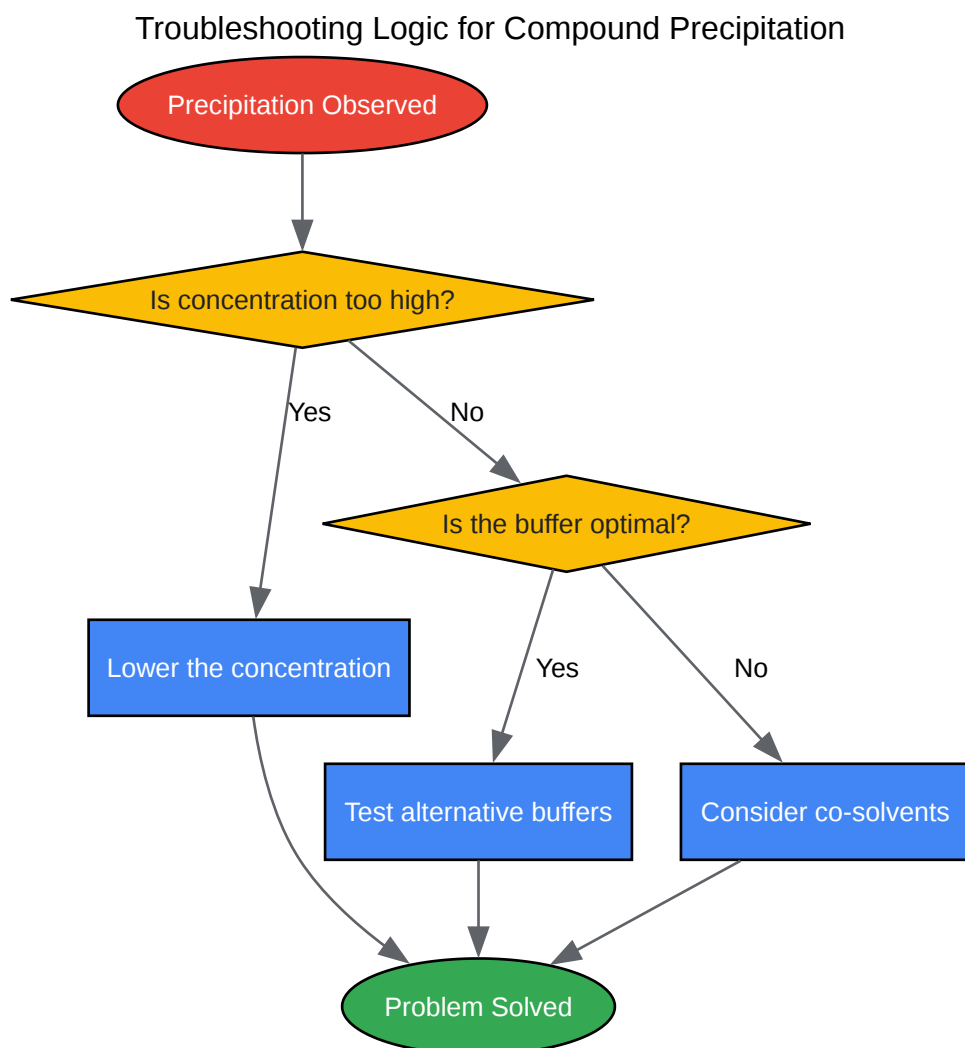 Troubleshooting Logic for Compound Precipitation
Precipitation Observed
Is concentration too high?
Yes
No
Is the buffer optimal?
Lower the concentration
Yes
No
Test alternative buffers
Consider co-solvents
Problem Solved